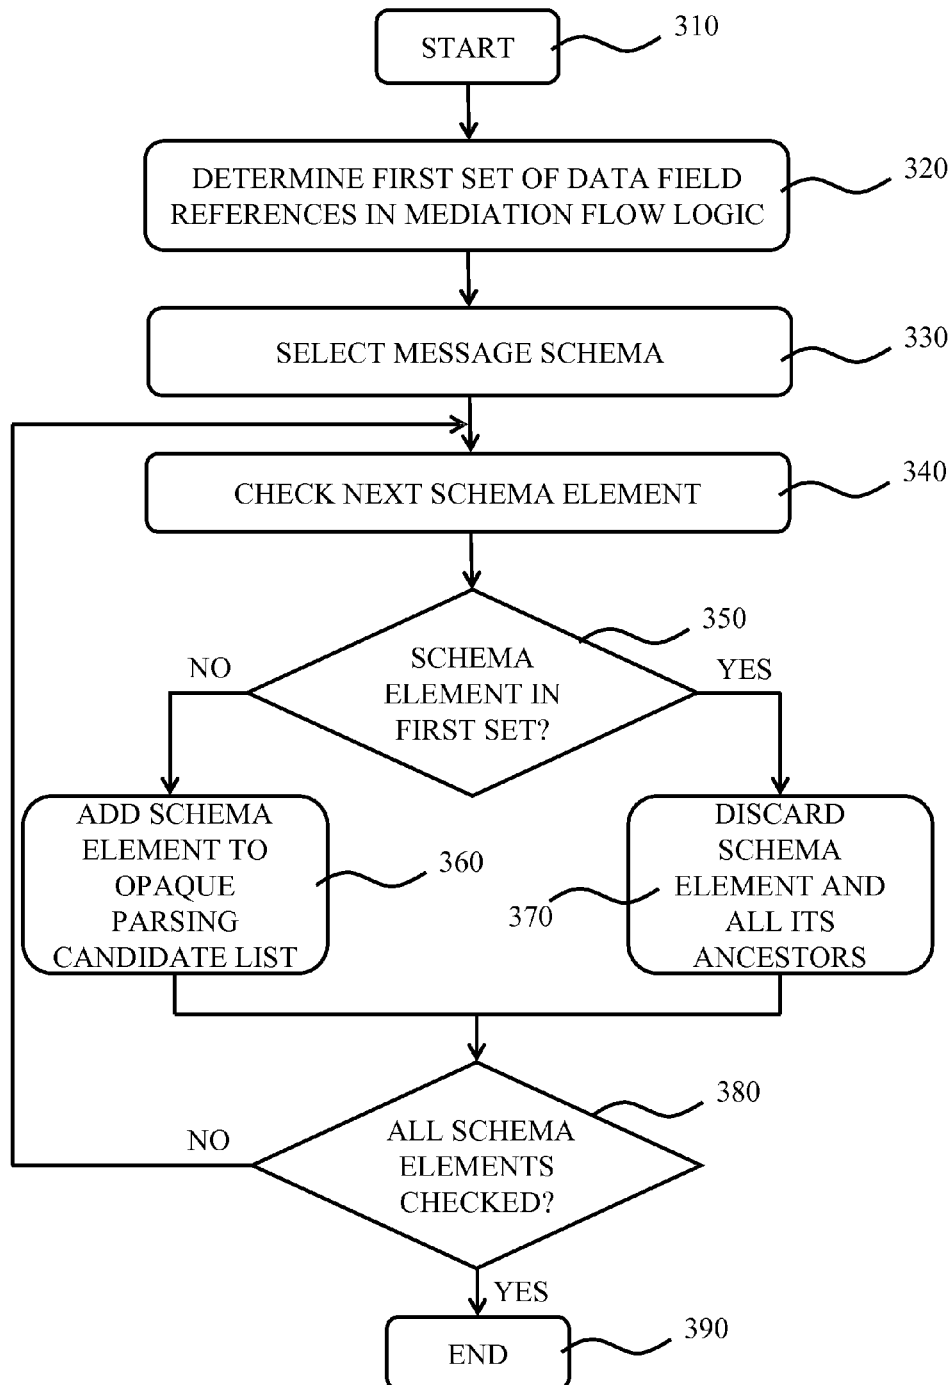 START
310
DETERMINE FIRST SET OF DATA FIELD
REFERENCES IN MEDIATION FLOW LOGIC
320
SELECT MESSAGE SCHEMA
330
CHECK NEXT SCHEMA ELEMENT
340
350
SCHEMA
ELEMENT IN
FIRST SET?
NO
YES
ADD SCHEMA
ELEMENT TO
OPAQUE
PARSING
CANDIDATE LIST
360
DISCARD
SCHEMA
ELEMENT AND
ALL ITS
ANCESTORS
370
380
ALL SCHEMA
ELEMENTS
CHECKED?
NO
YES
END
390